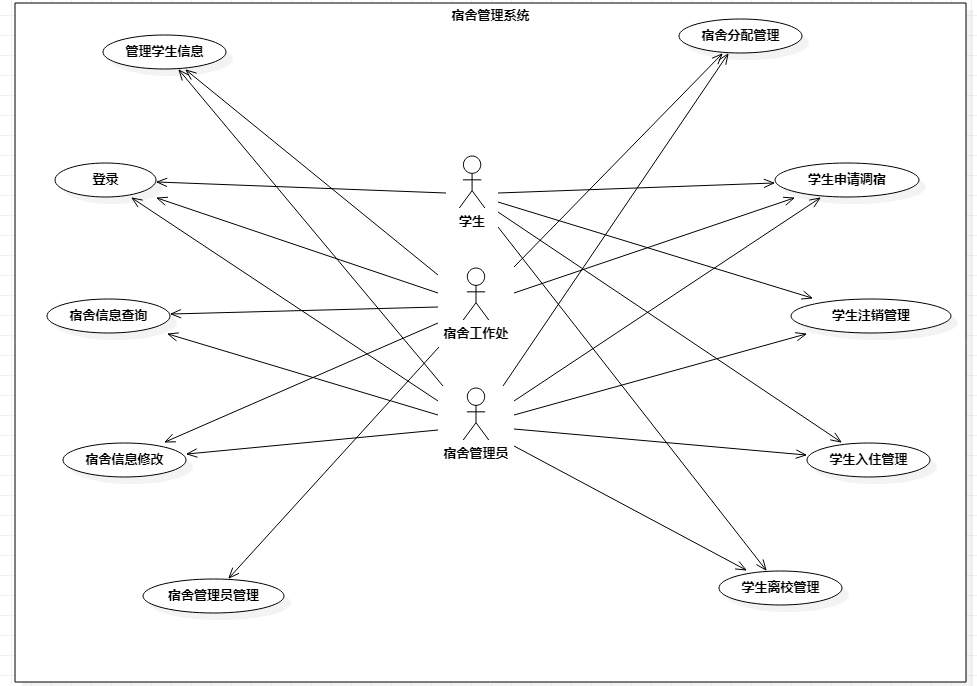 宿舍管理系统
管理学生信息
宿舍分配管理
登录
学生
学生申请调宿
宿舍信息查询
宿舍工作处
学生注销管理
宿舍信息修改
宿舍管理员
学生入住管理
宿舍管理员管理
学生离校管理